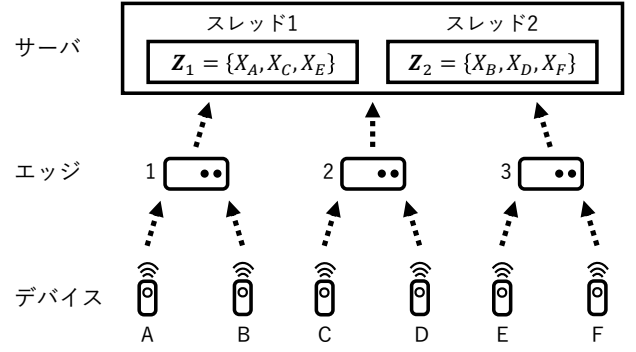 スレッド1 スレッド2
サーバ
𝒁₁ = {X_A, X_C, X_E} 𝒁₂ = {X_B, X_D, X_F}
エッジ 1 2 3
デバイス
A B C D E F